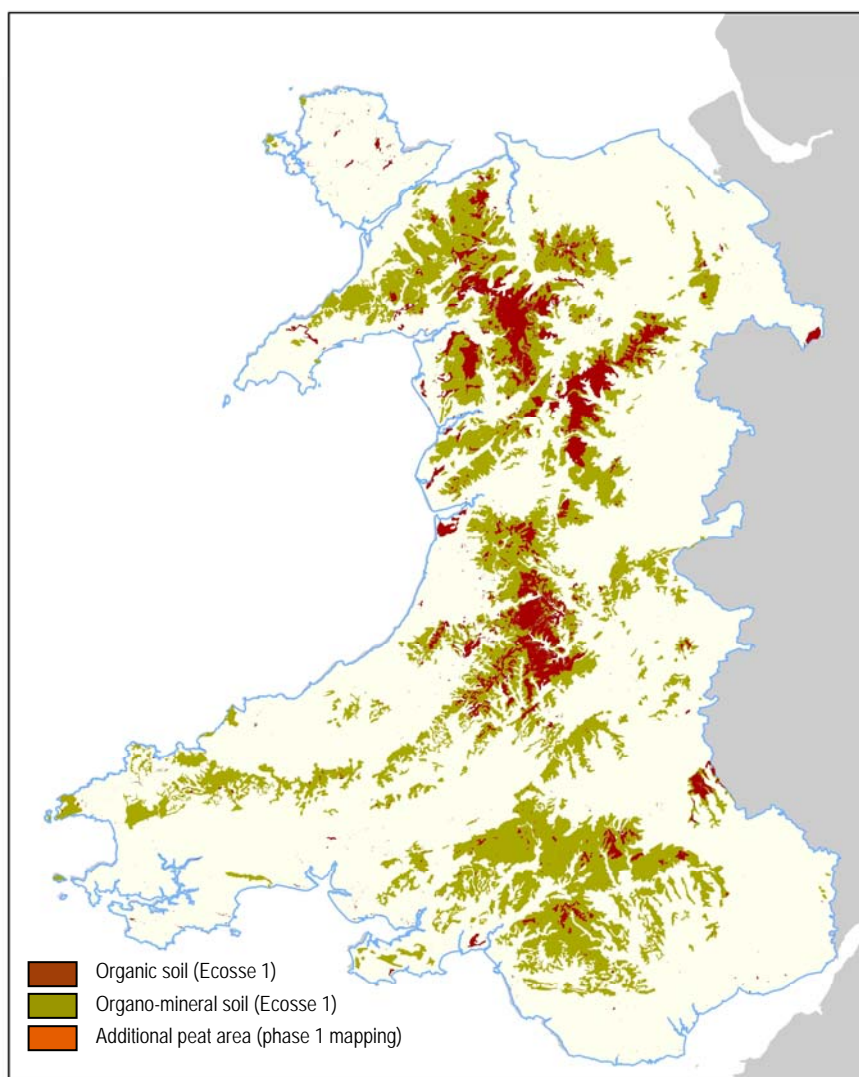 Organic soil (Ecosse 1)
Organo-mineral soil (Ecosse 1)
Additional peat area (phase 1 mapping)